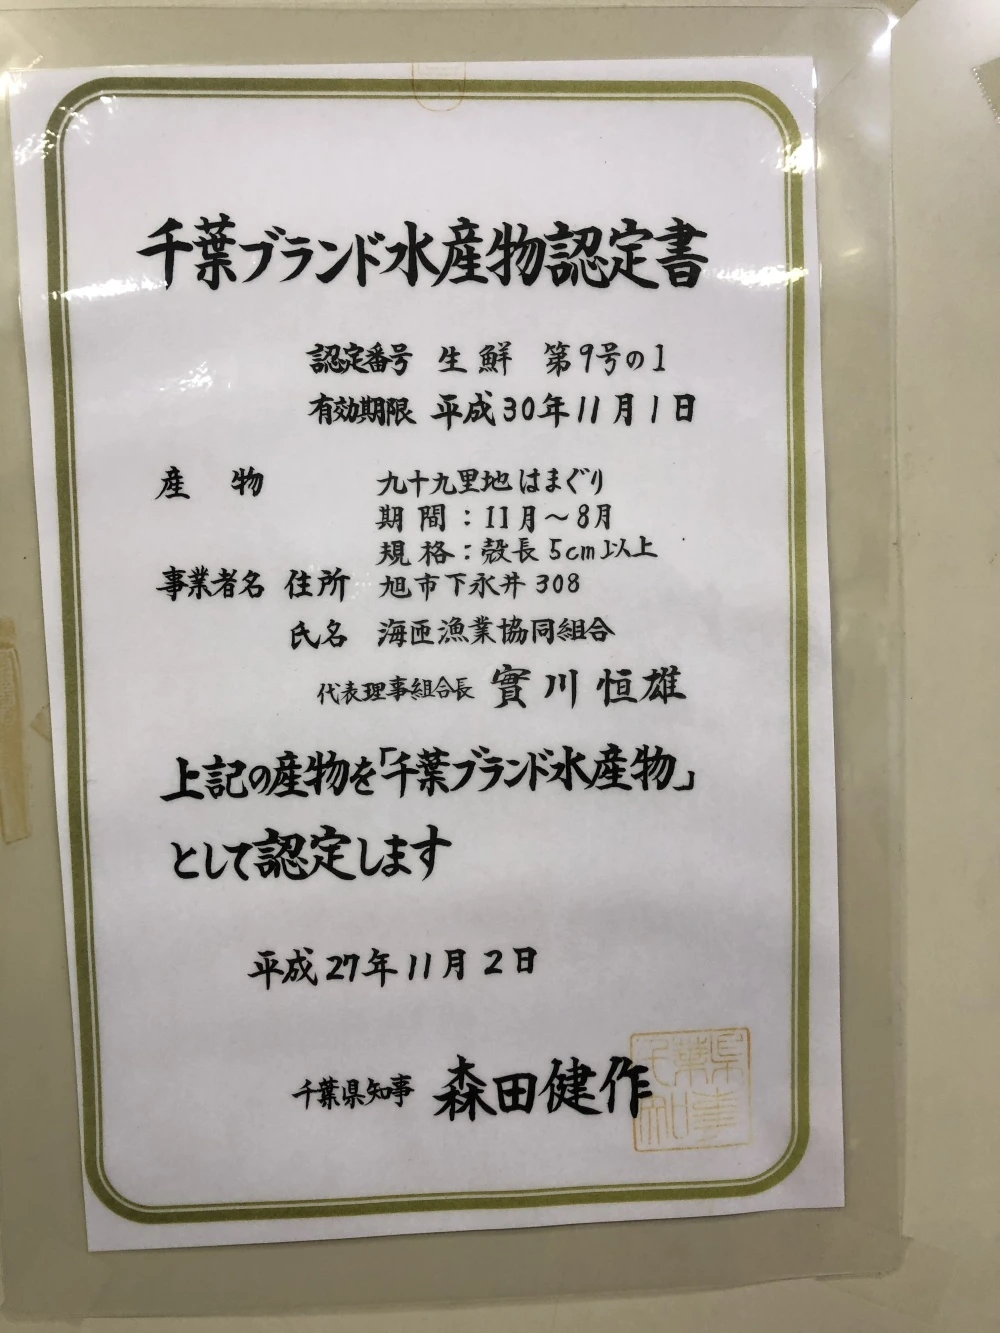 千葉ブランド水産物認定書
認定番号 生鮮 第9号の1
有効期限 平成30年11月1日
産物 九十九里地はまぐり
期間：11月～8月
規格：殻長5cm以上
事業者名 住所 旭市下永井308
氏名 海匝漁業協同組合
代表理事組合長 實川恒雄
上記の産物を「千葉ブランド水産物」
として認定します
平成27年11月2日
千葉県知事 森田健作
千葉県知事